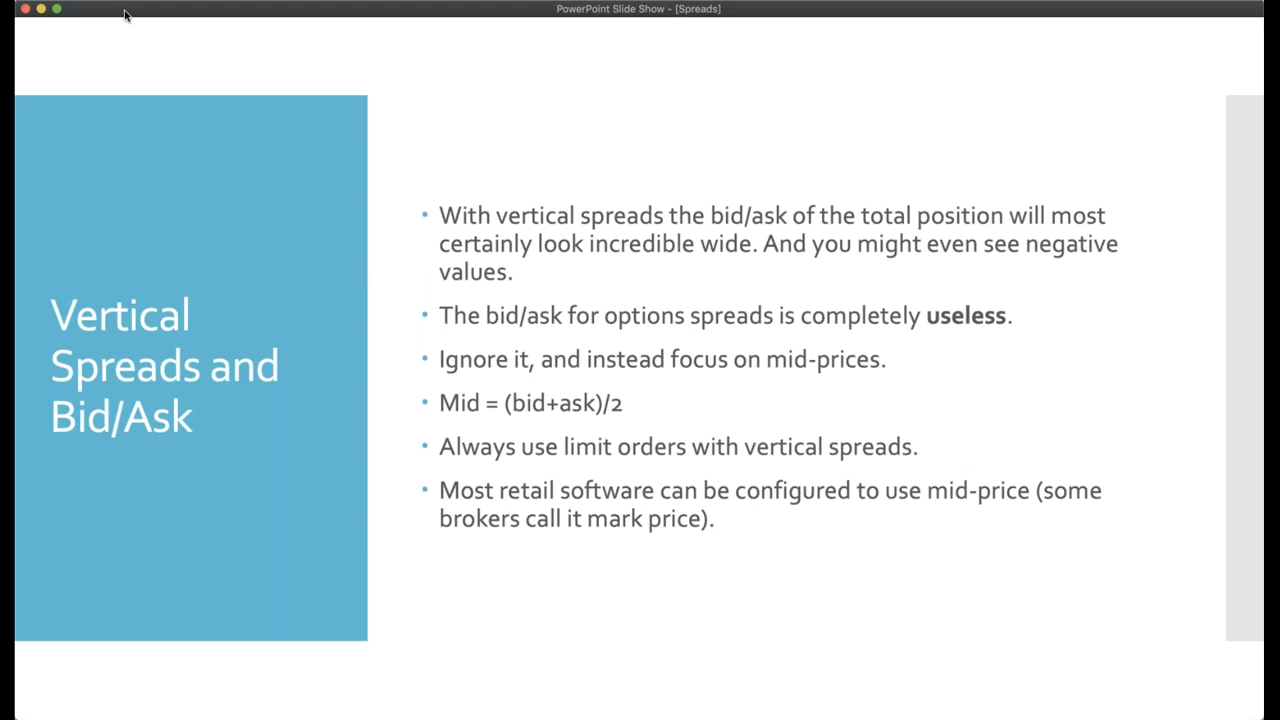 PowerPoint Slide Show - [Spreads]
Vertical
Spreads and
Bid/Ask
• With vertical spreads the bid/ask of the total position will most
certainly look incredible wide. And you might even see negative
values.
• The bid/ask for options spreads is completely useless.
• Ignore it, and instead focus on mid-prices.
• Mid = (bid+ask)/2
• Always use limit orders with vertical spreads.
• Most retail software can be configured to use mid-price (some
brokers call it mark price).